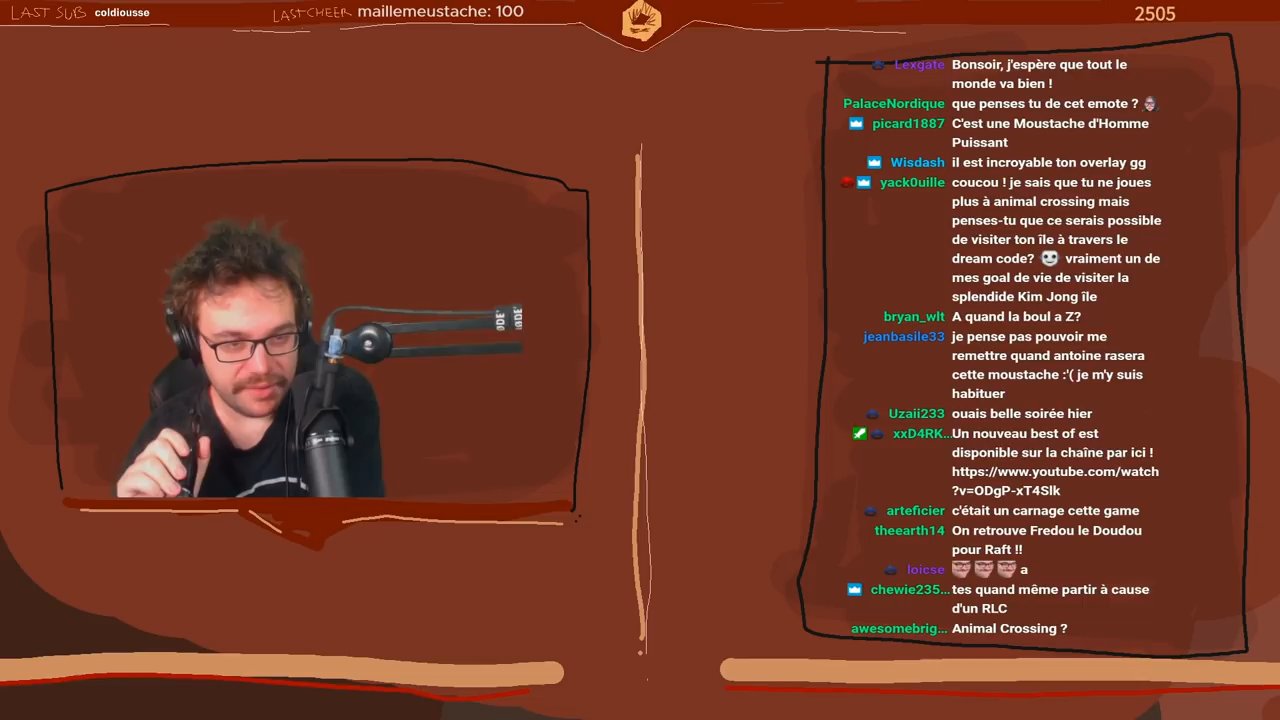 LAST SUB coldiousse
LAST CHEER maillemeustache: 100
2505
Lexgate Bonsoir, j'espère que tout le
monde va bien !
PalaceNordique que penses tu de cet emote ?
picard1887 C'est une Moustache d'Homme
Puissant
Wisdash il est incroyable ton overlay gg
yack0uille coucou ! je sais que tu ne joues
plus à animal crossing mais
penses-tu que ce serais possible
de visiter ton île à travers le
dream code? vraiment un de
mes goal de vie de visiter la
splendide Kim Jong île
bryan_wlt A quand la boul a Z?
jeanbasile33 je pense pas pouvoir me
remettre quand antoine rasera
cette moustache :'( je m'y suis
habituer
Uzaii233 ouais belle soirée hier
xxD4RK... Un nouveau best of est
disponible sur la chaîne par ici !
https://www.youtube.com/watch
?v=ODgP-xT4Slk
arteficier c'était un carnage cette game
theearth14 On retrouve Fredou le Doudou
pour Raft !!
loicse a
chewie235... tes quand même partir à cause
d'un RLC
awesomebrig... Animal Crossing ?